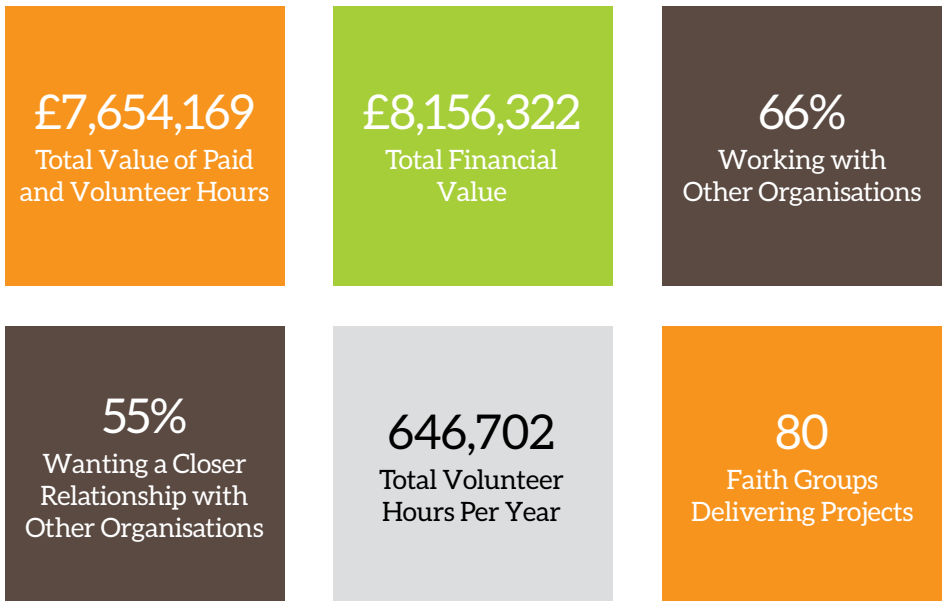 £7,654,169
Total Value of Paid
and Volunteer Hours
£8,156,322
Total Financial
Value
66%
Working with
Other Organisations
55%
Wanting a Closer
Relationship with
Other Organisations
646,702
Total Volunteer
Hours Per Year
80
Faith Groups
Delivering Projects